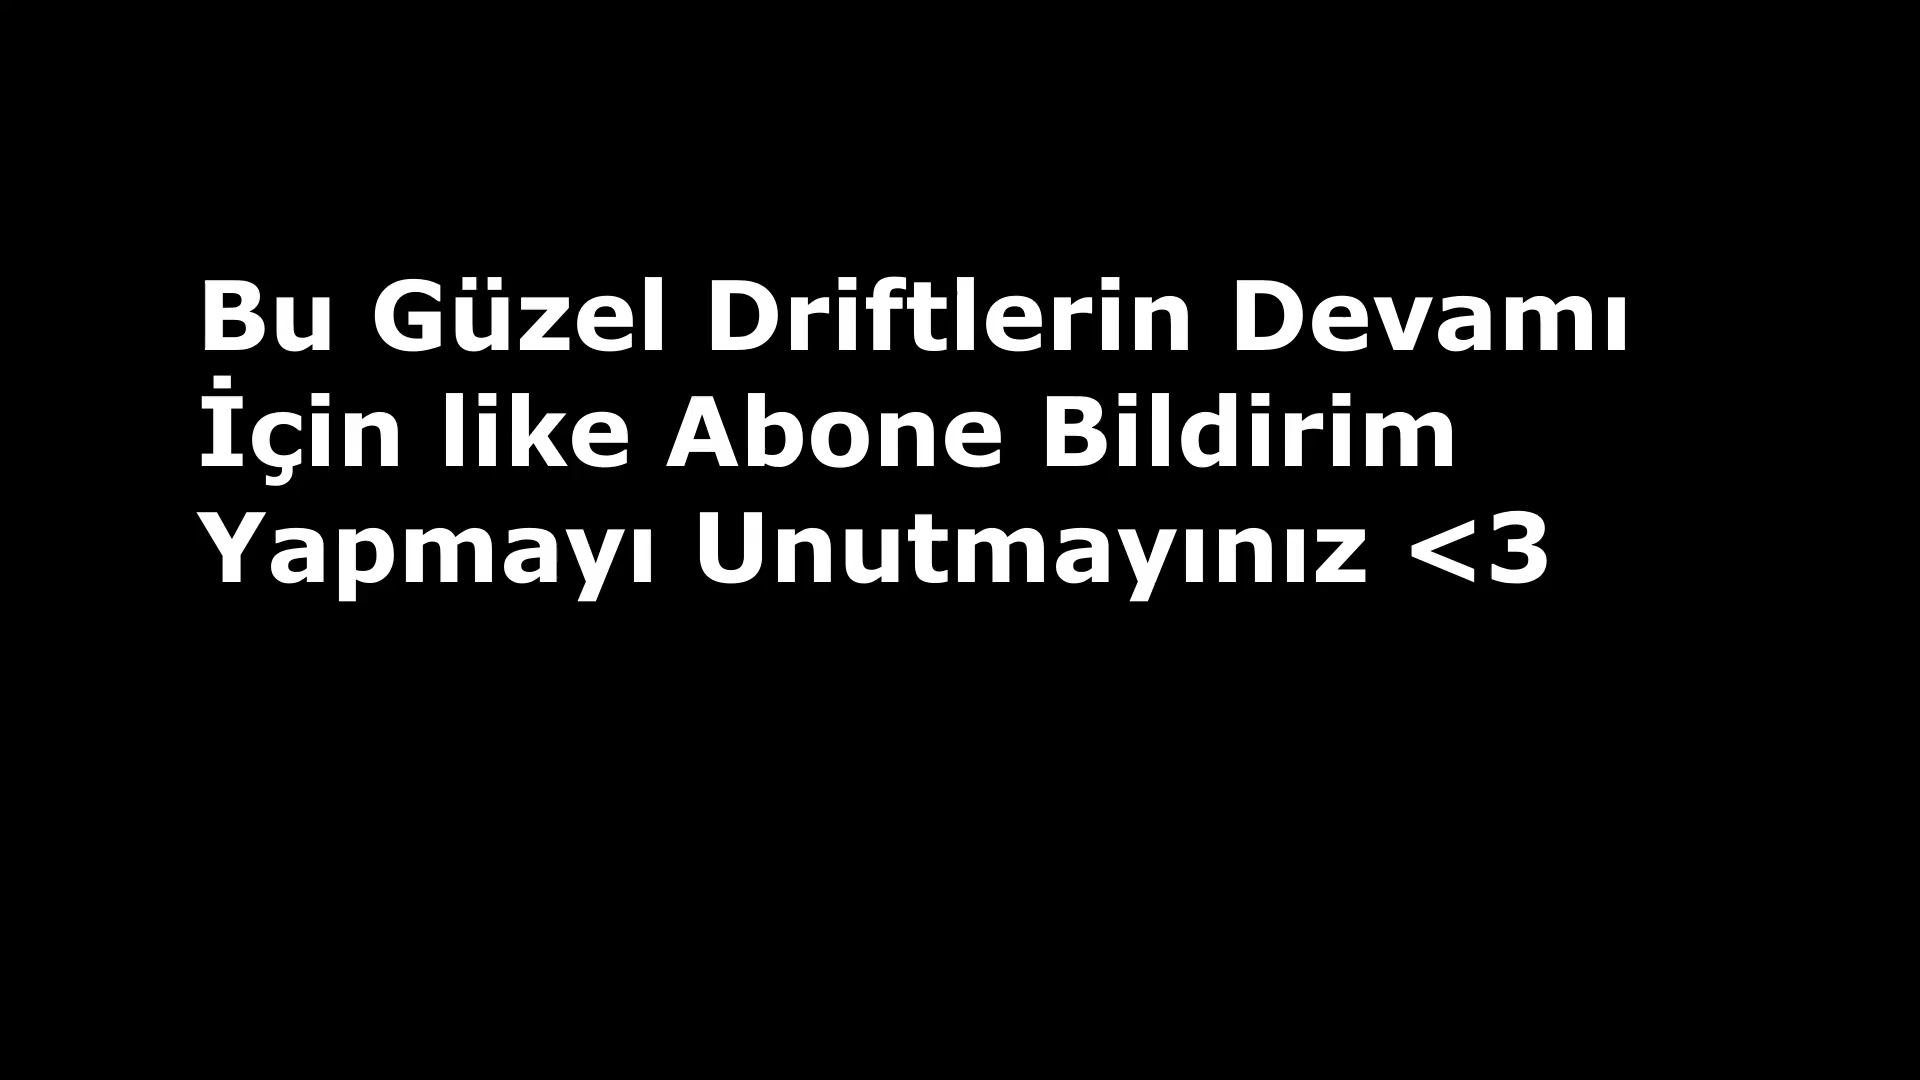 Bu Güzel Driftlerin Devamı
İçin like Abone Bildirim
Yapmayı Unutmayınız <3